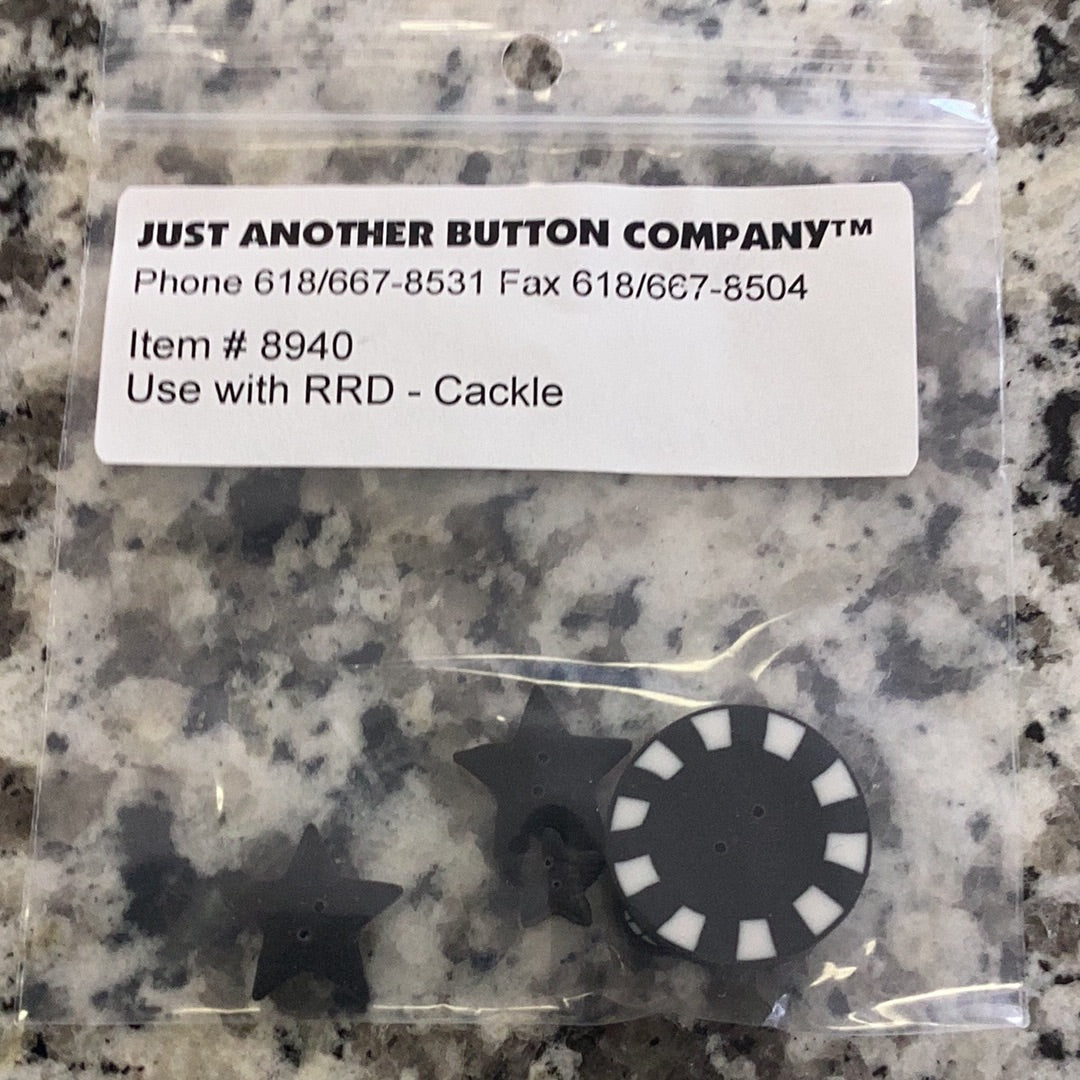 JUST ANOTHER BUTTON COMPANY™
Phone 618/667-8531 Fax 618/667-8504
Item # 8940
Use with RRD - Cackle